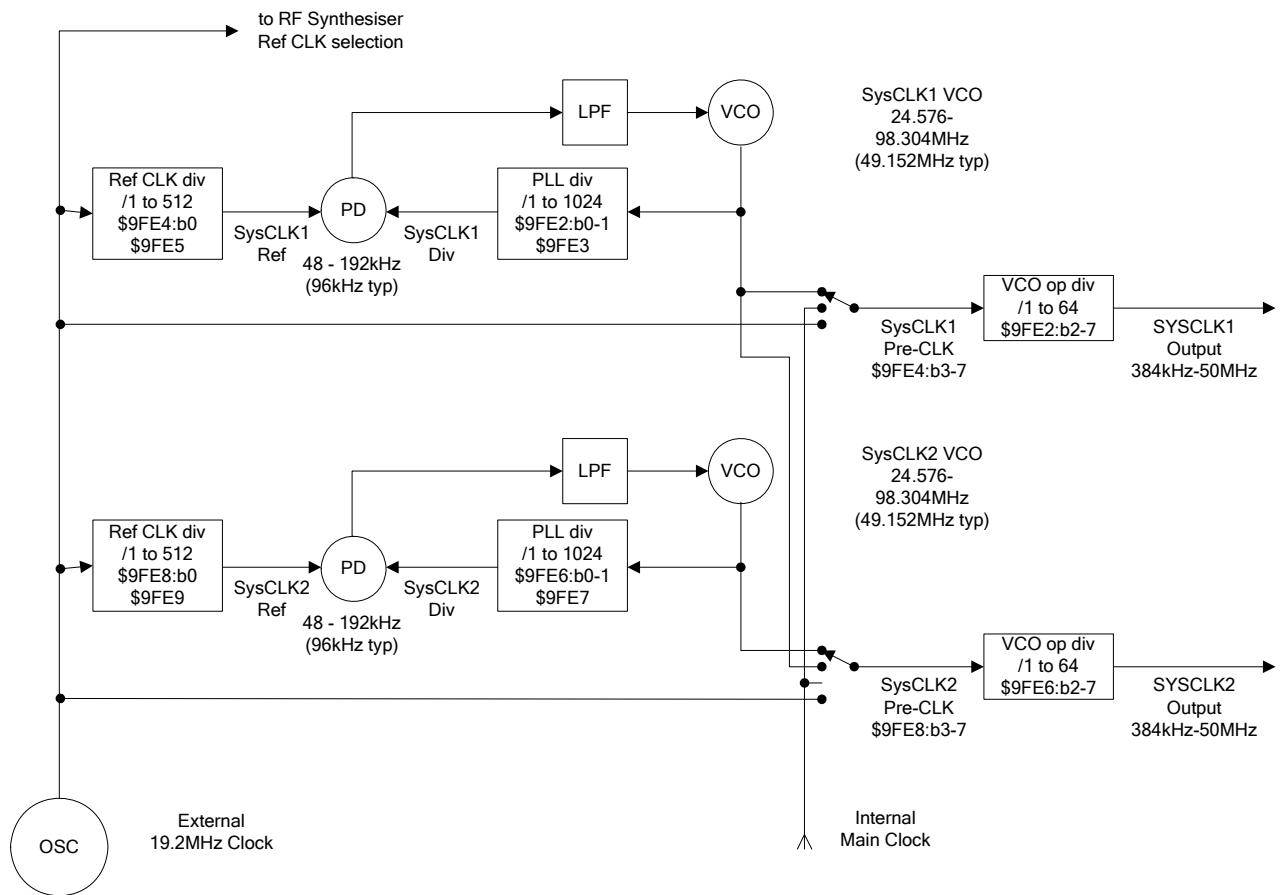 to RF Synthesiser
Ref CLK selection
LPF
VCO
SysCLK1 VCO
24.576-
98.304MHz
(49.152MHz typ)
Ref CLK div
/1 to 512
$9FE4:b0
$9FE5
SysCLK1
Ref
PD
48 - 192kHz
(96kHz typ)
SysCLK1
Div
PLL div
/1 to 1024
$9FE2:b0-1
$9FE3
SysCLK1
Pre-CLK
$9FE4:b3-7
VCO op div
/1 to 64
$9FE2:b2-7
SYSCLK1
Output
384kHz-50MHz
LPF
VCO
SysCLK2 VCO
24.576-
98.304MHz
(49.152MHz typ)
Ref CLK div
/1 to 512
$9FE8:b0
$9FE9
SysCLK2
Ref
PD
48 - 192kHz
(96kHz typ)
SysCLK2
Div
PLL div
/1 to 1024
$9FE6:b0-1
$9FE7
SysCLK2
Pre-CLK
$9FE8:b3-7
VCO op div
/1 to 64
$9FE6:b2-7
SYSCLK2
Output
384kHz-50MHz
OSC
External
19.2MHz Clock
Internal
Main Clock